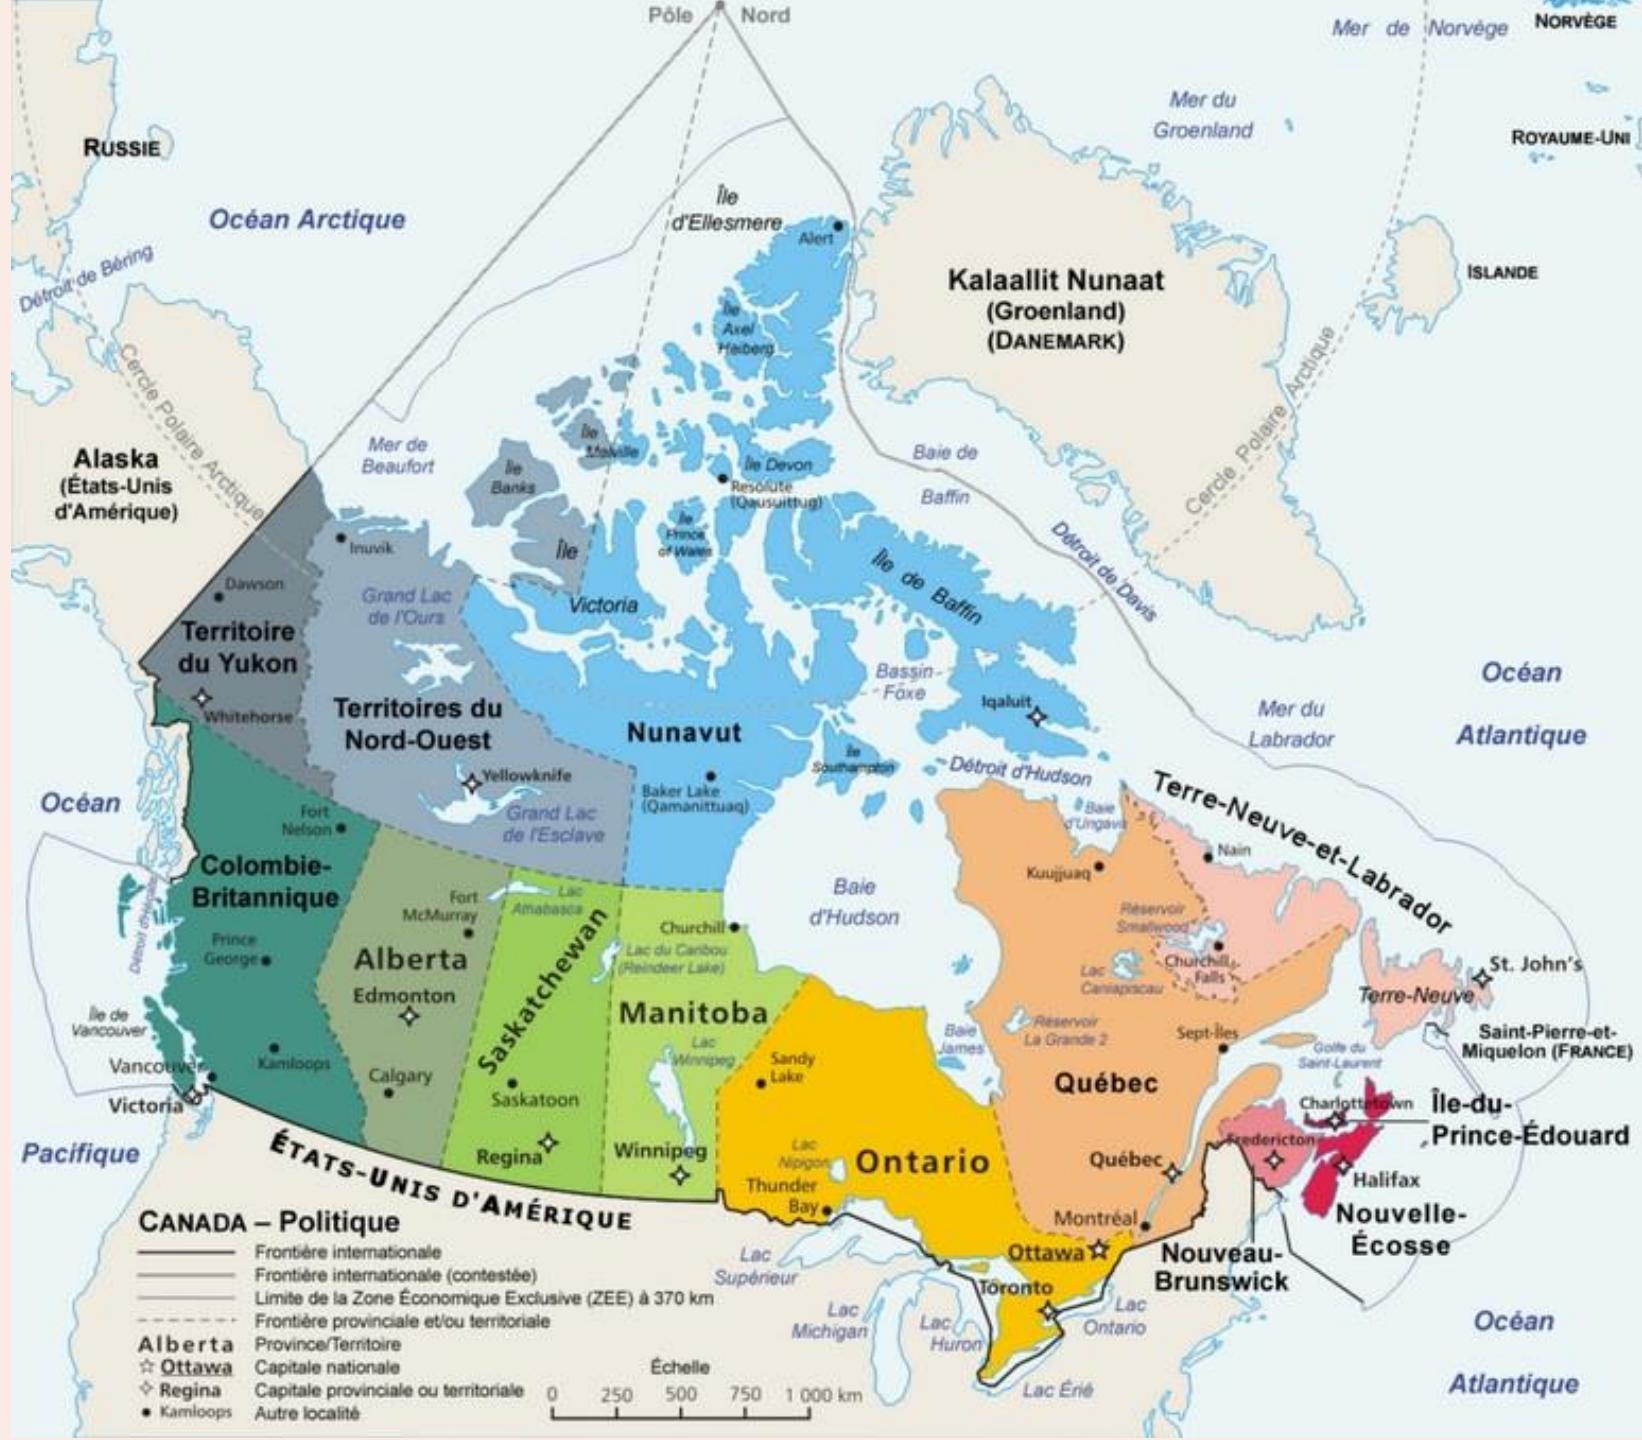 Pôle Nord
Mer de Norvège
NORVÈGE
Mer du
Groenland
ROYAUME-UNI
RUSSIE
Océan Arctique
Île
d'Ellesmere
Alert
Détroit de Béring
Kalaallit Nunaat
(Groenland)
(DANEMARK)
ISLANDE
Île
Axel
Heiberg
Cercle Polaire Arctique
Cercle Polaire Arctique
Alaska
(États-Unis
d'Amérique)
Mer de
Beaufort
Île
Melville
Île
Banks
Île Devon
Resolute
(Qausuittuq)
Baie de
Baffin
Île
Prince
of Wales
Inuvik
Île
Victoria
Île de Baffin
Détroit de Davis
Dawson
Grand Lac
de l'Ours
Territoire
du Yukon
Whitehorse
Territoires du
Nord-Ouest
Nunavut
Bassin
Foxe
Iqaluit
Océan
Atlantique
Mer du
Labrador
Île
Southampton
Détroit d'Hudson
Yellowknife
Baker Lake
(Qamanittuaq)
Grand Lac
de l'Esclave
Baie
d'Ungava
Terre-Neuve-et-Labrador
Océan
Pacifique
Fort
Nelson
Colombie-
Britannique
Nain
Kuujjuaq
Baie
d'Hudson
Fort
McMurray
Lac
Athabasca
Réservoir
Smallwood
Churchill
Prince
George
Alberta
Edmonton
Saskatchewan
Lac du Caribou
(Reindeer Lake)
Lac
Caniapiscau
Churchill
Falls
St. John's
Terre-Neuve
Île de
Vancouver
Manitoba
Lac
Winnipeg
Baie
James
Réservoir
La Grande 2
Sept-Îles
Golfe du
Saint-Laurent
Saint-Pierre-et-
Miquelon (FRANCE)
Vancouver
Kamloops
Calgary
Sandy
Lake
Québec
Victoria
Saskatoon
Charlottetown
Île-du-
Prince-Édouard
Regina
Winnipeg
Lac
Nipigon
Ontario
Québec
Fredericton
Halifax
ÉTATS-UNIS D'AMÉRIQUE
Thunder
Bay
Montréal
Nouvelle-
Écosse
Ottawa
Nouveau-
Brunswick
Lac
Supérieur
Toronto
Lac
Michigan
Lac
Huron
Lac
Ontario
Lac Érié
Océan
Atlantique
CANADA – Politique
Frontière internationale
Frontière internationale (contestée)
Limite de la Zone Économique Exclusive (ZEE) à 370 km
Frontière provinciale et/ou territoriale
Alberta Province/Territoire
Ottawa Capitale nationale
Regina Capitale provinciale ou territoriale
Kamloops Autre localité
Échelle
0 250 500 750 1 000 km